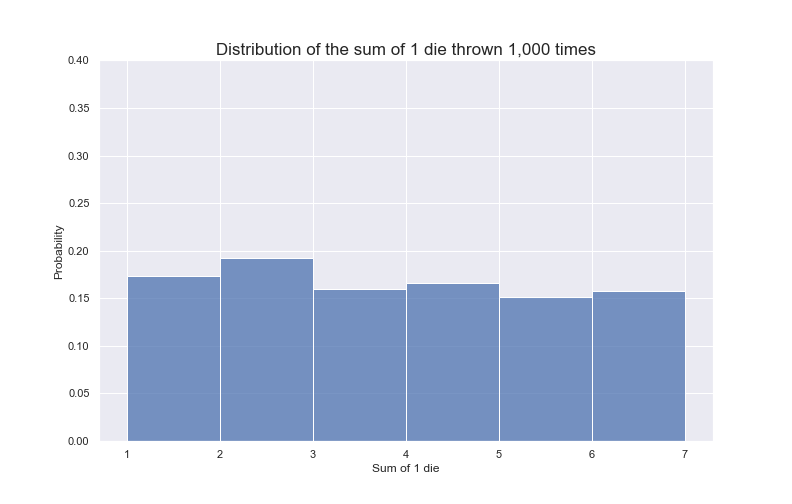 Distribution of the sum of 1 die thrown 1,000 times
0.40
0.35
0.30
0.25
0.20
0.15
0.10
0.05
0.00
Probability
1 2 3 4 5 6 7
Sum of 1 die